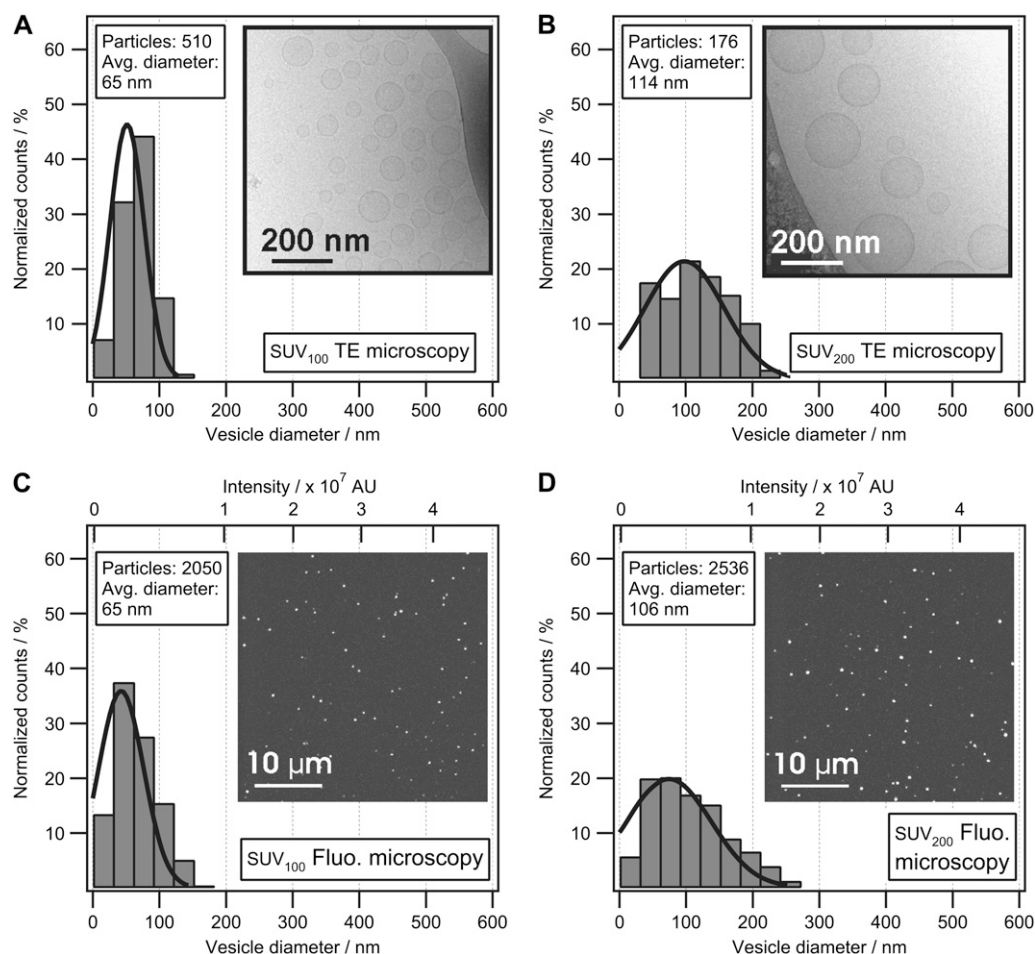 A
Particles: 510
Avg. diameter:
65 nm
200 nm
SUV₁₀₀ TE microscopy
Normalized counts / %
60
50
40
30
20
10
0 100 200 300 400 500 600
Vesicle diameter / nm
B
Particles: 176
Avg. diameter:
114 nm
200 nm
SUV₂₀₀ TE microscopy
Normalized counts / %
60
50
40
30
20
10
0 100 200 300 400 500 600
Vesicle diameter / nm
C
Intensity / x 10⁷ AU
0 1 2 3 4
Particles: 2050
Avg. diameter:
65 nm
10 µm
SUV₁₀₀ Fluo. microscopy
Normalized counts / %
60
50
40
30
20
10
0 100 200 300 400 500 600
Vesicle diameter / nm
D
Intensity / x 10⁷ AU
0 1 2 3 4
Particles: 2536
Avg. diameter:
106 nm
10 µm
SUV₂₀₀ Fluo.
microscopy
Normalized counts / %
60
50
40
30
20
10
0 100 200 300 400 500 600
Vesicle diameter / nm